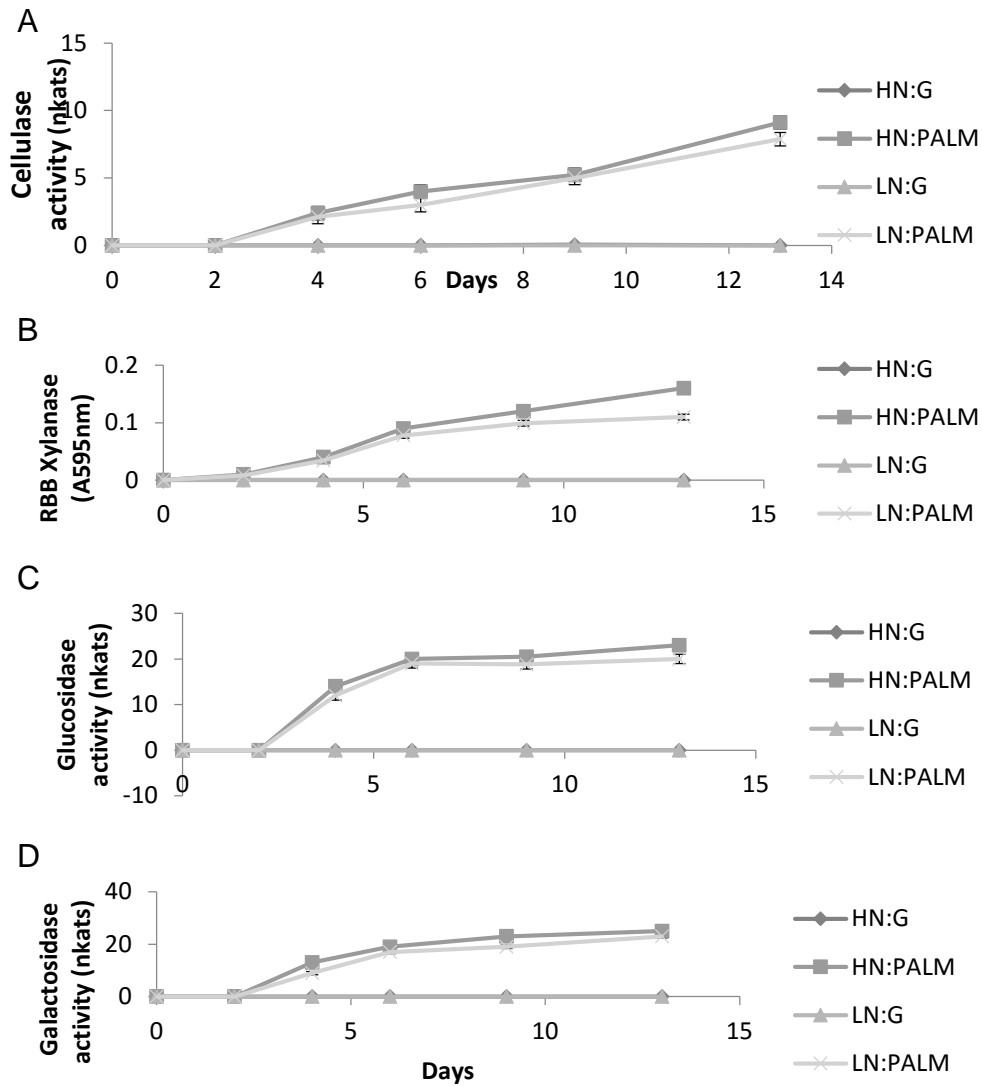 A
Cellulase
activity (nkats)
15
10
5
0
0 2 4 6 Days 8 10 12 14
HN:G
HN:PALM
LN:G
LN:PALM
B
RBB Xylanase
(A595nm)
0.2
0.1
0
0 5 10 15
HN:G
HN:PALM
LN:G
LN:PALM
C
Glucosidase
activity (nkats)
30
20
10
0
-10
0 5 10 15
HN:G
HN:PALM
LN:G
LN:PALM
D
Galactosidase
activity (nkats)
40
20
0
0 5 10 15
Days
HN:G
HN:PALM
LN:G
LN:PALM